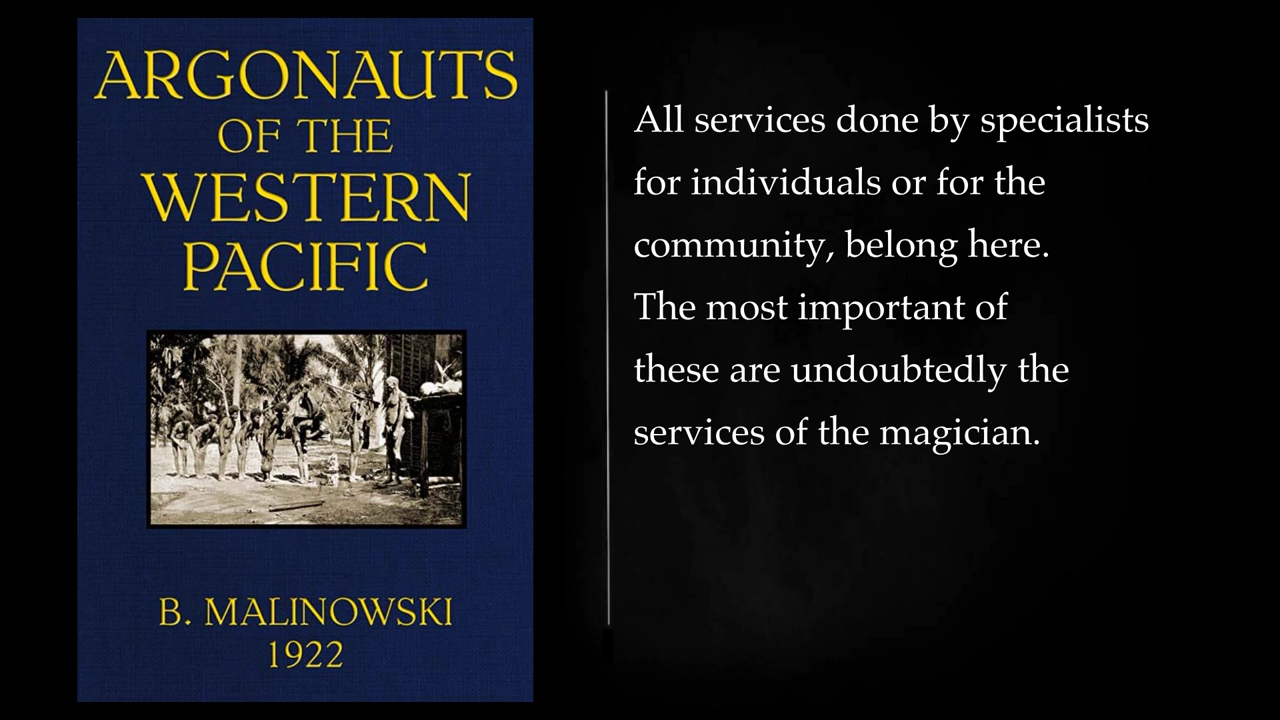 ARGONAUTS
OF THE
WESTERN
PACIFIC
B. MALINOWSKI
1922
All services done by specialists
for individuals or for the
community, belong here.
The most important of
these are undoubtedly the
services of the magician.